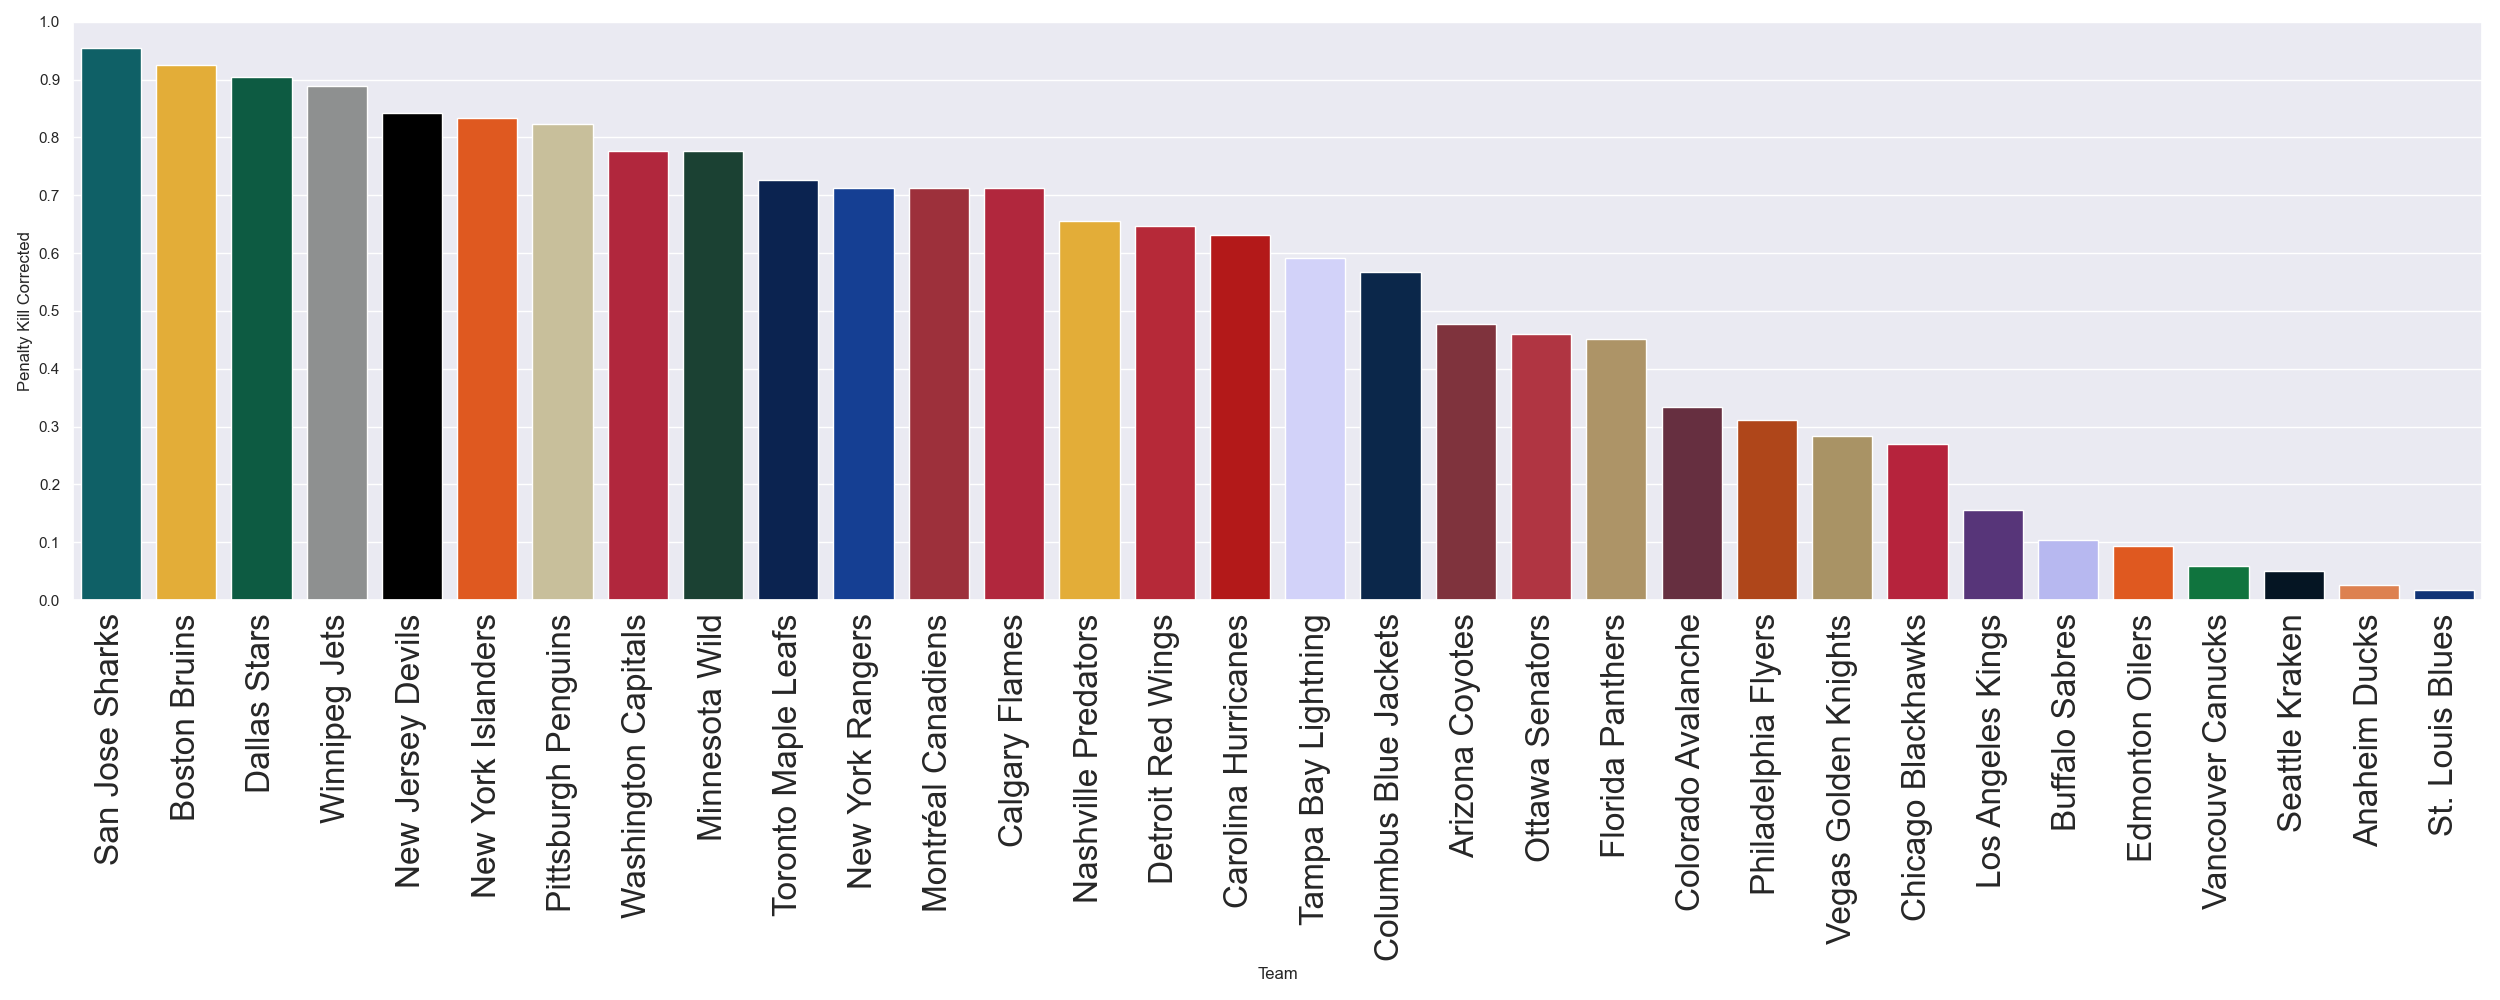 1.0
0.9
0.8
0.7
0.6
0.5
0.4
0.3
0.2
0.1
0.0
Penalty Kill Corrected
San Jose Sharks
Boston Bruins
Dallas Stars
Winnipeg Jets
New Jersey Devils
New York Islanders
Pittsburgh Penguins
Washington Capitals
Minnesota Wild
Toronto Maple Leafs
New York Rangers
Montréal Canadiens
Calgary Flames
Nashville Predators
Detroit Red Wings
Carolina Hurricanes
Tampa Bay Lightning
Columbus Blue Jackets
Arizona Coyotes
Ottawa Senators
Florida Panthers
Colorado Avalanche
Philadelphia Flyers
Vegas Golden Knights
Chicago Blackhawks
Los Angeles Kings
Buffalo Sabres
Edmonton Oilers
Vancouver Canucks
Seattle Kraken
Anaheim Ducks
St. Louis Blues
Team